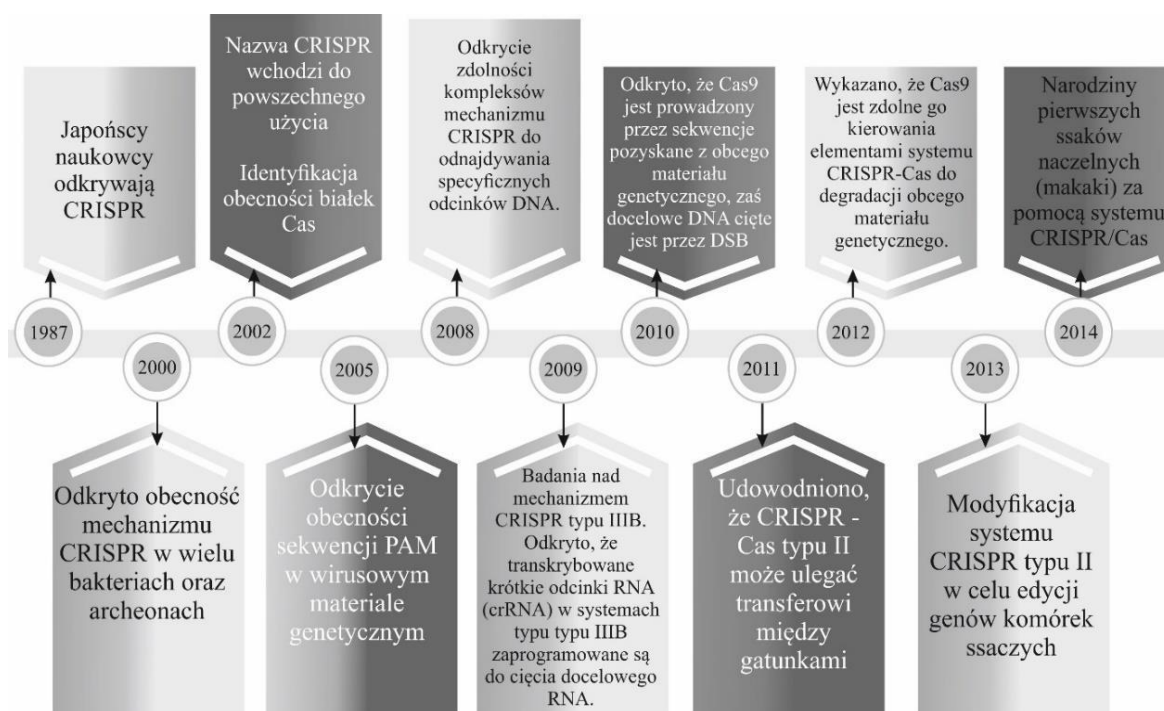 Japońscy
naukowcy
odkrywają
CRISPR
Nazwa CRISPR
wchodzi do
powszechnego
użycia
Identyfikacja
obecności białek
Cas
Odkrycie
zdolności
kompleksów
mechanizmu
CRISPR do
odnajdywania
specyficznych
odcinków DNA.
Odkryto, że Cas9
jest prowadzony
przez sekwencje
pozyskane z obcego
materiału
genetycznego, zaś
docelowe DNA cięte
jest przez DSB
Wykazano, że Cas9
jest zdolne go
kierowania
elementami systemu
CRISPR-Cas do
degradacji obcego
materiału
genetycznego.
Narodziny
pierwszych
ssaków
naczelnych
(makaki) za
pomocą systemu
CRISPR/Cas
1987
2002
2008
2010
2012
2014
2000
2005
2009
2011
2013
Odkryto obecność
mechanizmu
CRISPR w wielu
bakteriach oraz
archeonach
Odkrycie
obecności
sekwencji PAM
w wirusowym
materiale
genetycznym
Badania nad
mechanizmem
CRISPR typu IIIB.
Odkryto, że
transkrybowane
krótkie odcinki RNA
(crRNA) w systemach
typu typu IIIB
zaprogramowane są
do cięcia docelowego
RNA.
Udowodniono,
że CRISPR -
Cas typu II
może ulegać
transferowi
między
gatunkami
Modyfikacja
systemu
CRISPR typu II
w celu edycji
genów komórek
ssaczych